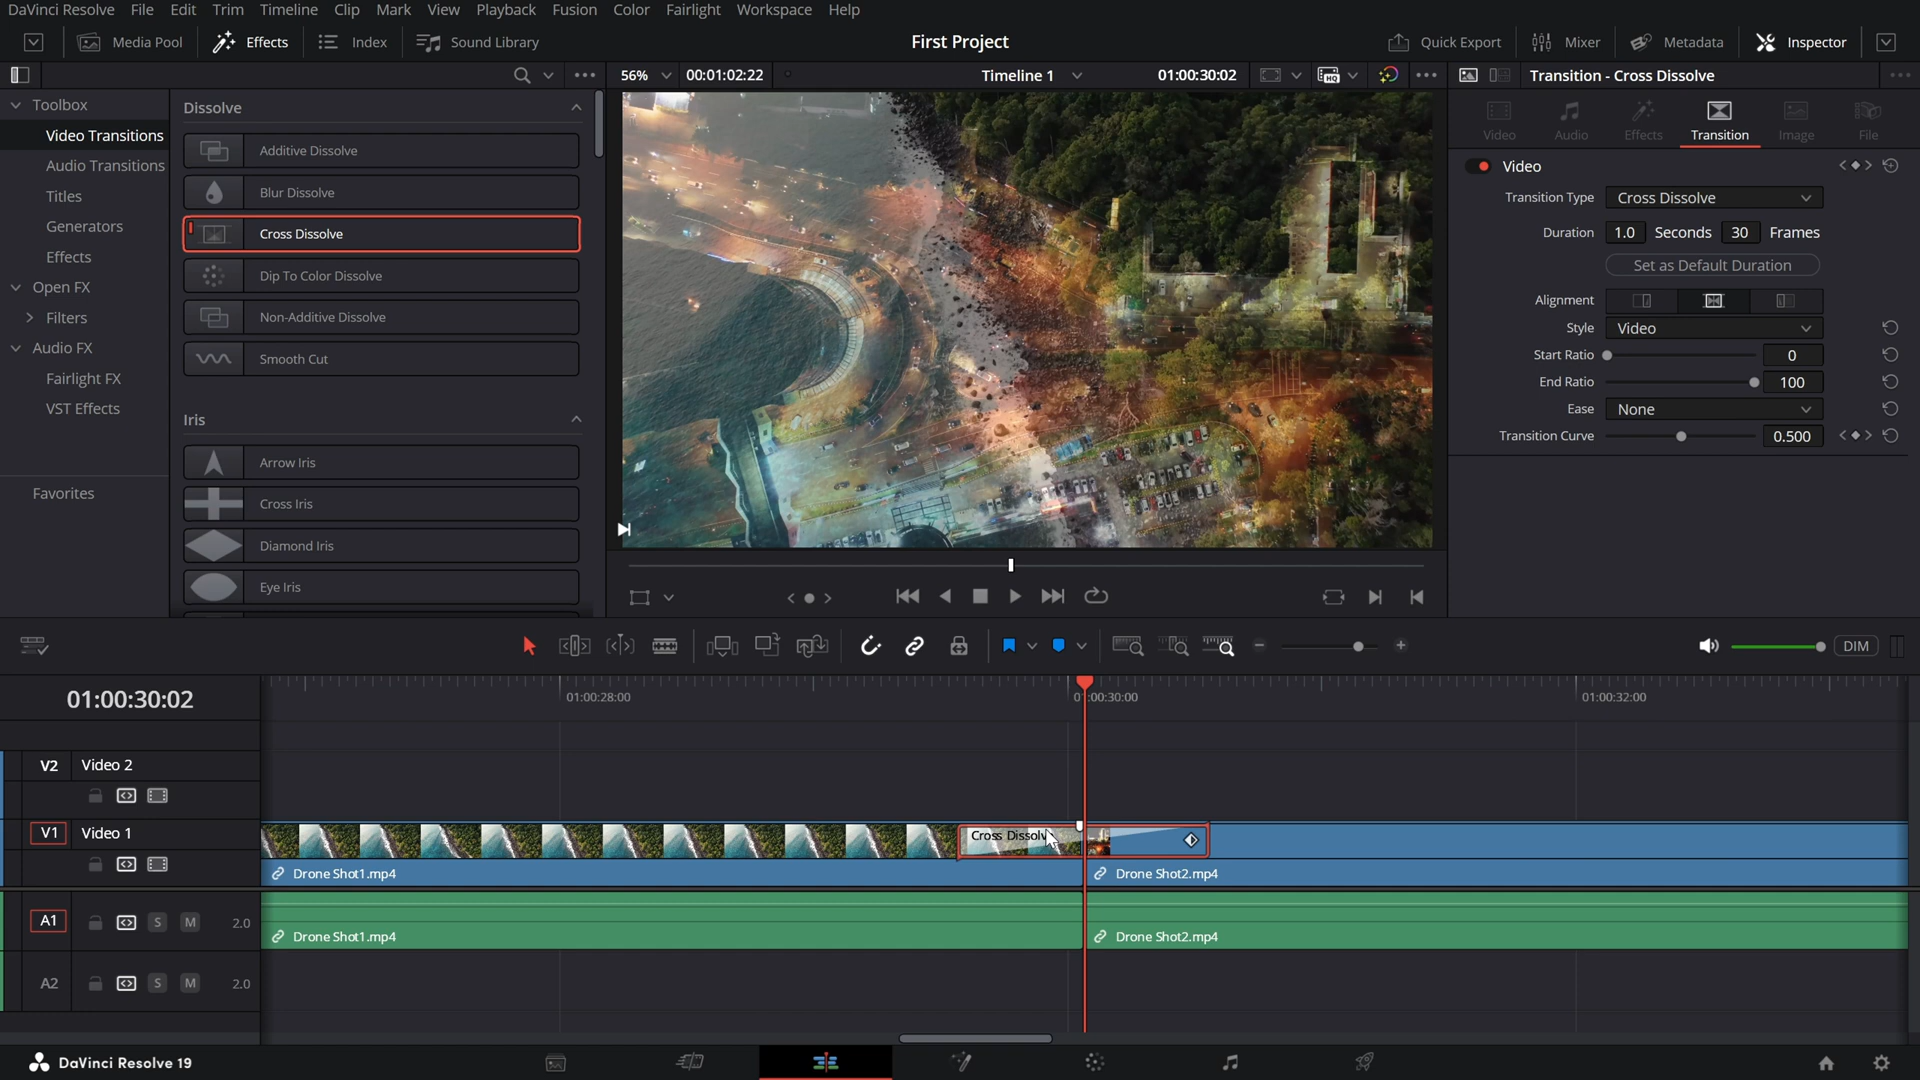 DaVinci Resolve File Edit Trim Timeline Clip Mark View Playback Fusion Color Fairlight Workspace Help
Media Pool Effects Index Sound Library First Project Quick Export Mixer Metadata Inspector
56% 00:01:02:22 Timeline 1 01:00:30:02 Transition - Cross Dissolve
Toolbox
Video Transitions
Audio Transitions
Titles
Generators
Effects
Open FX
Filters
Audio FX
Fairlight FX
VST Effects
Favorites
Dissolve
Additive Dissolve
Blur Dissolve
Cross Dissolve
Dip To Color Dissolve
Non-Additive Dissolve
Smooth Cut
Iris
Arrow Iris
Cross Iris
Diamond Iris
Eye Iris
Video Audio Effects Transition Image File
Video
Transition Type Cross Dissolve
Duration 1.0 Seconds 30 Frames
Set as Default Duration
Alignment
Style Video
Start Ratio 0
End Ratio 100
Ease None
Transition Curve 0.500
DIM
01:00:30:02 01:00:28:00 01:00:30:00 01:00:32:00
V2 Video 2
V1 Video 1
Cross Dissolv
Drone Shot1.mp4 Drone Shot2.mp4
A1 S M 2.0
Drone Shot1.mp4 Drone Shot2.mp4
A2 S M 2.0
DaVinci Resolve 19